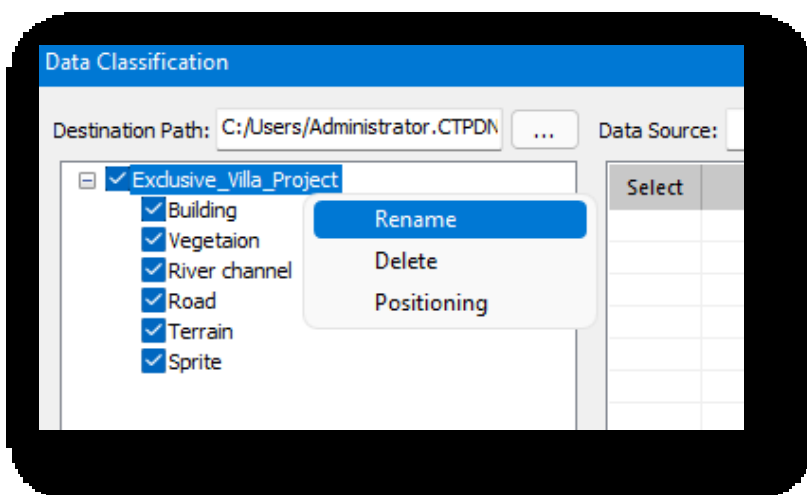 Data Classification
Destination Path: C:/Users/Administrator.CTPDN ... Data Source:
Exclusive_Villa_Project
Select
Building
Rename
Vegetaion
Delete
River channel
Road
Positioning
Terrain
Sprite